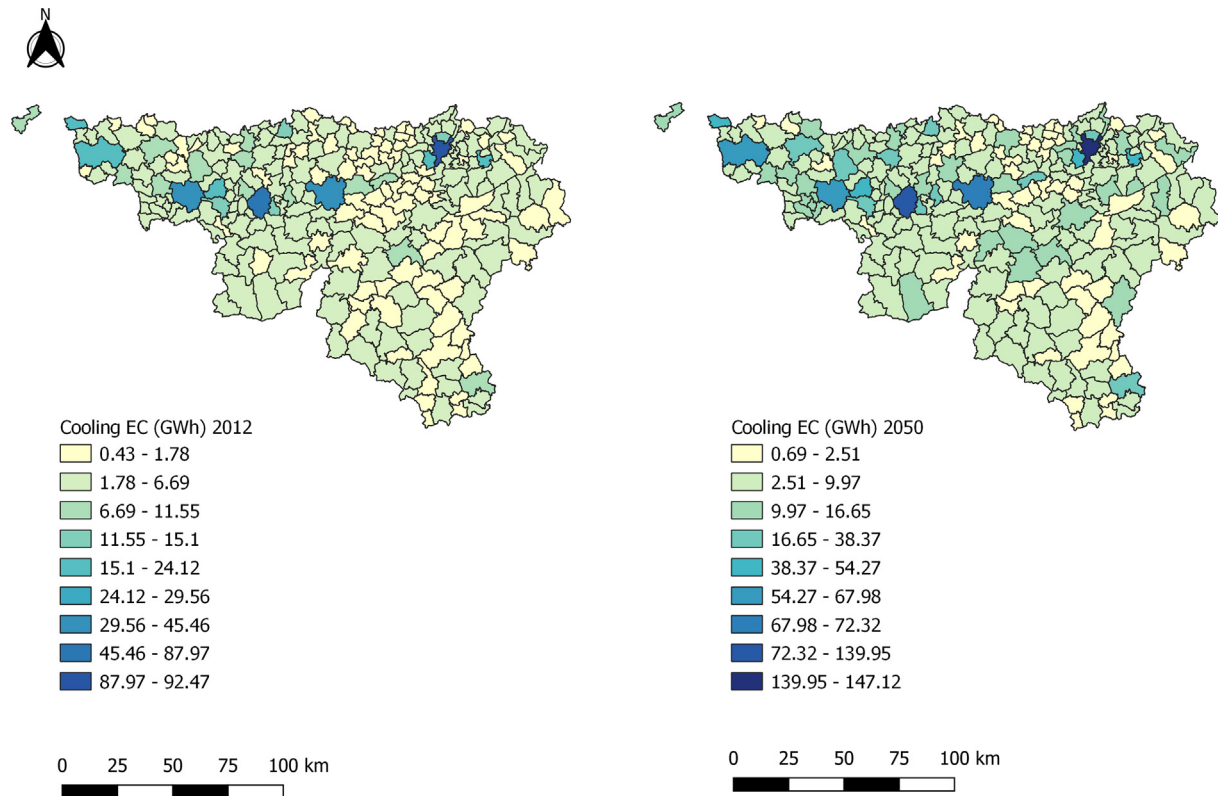 N
Cooling EC (GWh) 2012
0.43 - 1.78
1.78 - 6.69
6.69 - 11.55
11.55 - 15.1
15.1 - 24.12
24.12 - 29.56
29.56 - 45.46
45.46 - 87.97
87.97 - 92.47
0 25 50 75 100 km
Cooling EC (GWh) 2050
0.69 - 2.51
2.51 - 9.97
9.97 - 16.65
16.65 - 38.37
38.37 - 54.27
54.27 - 67.98
67.98 - 72.32
72.32 - 139.95
139.95 - 147.12
0 25 50 75 100 km